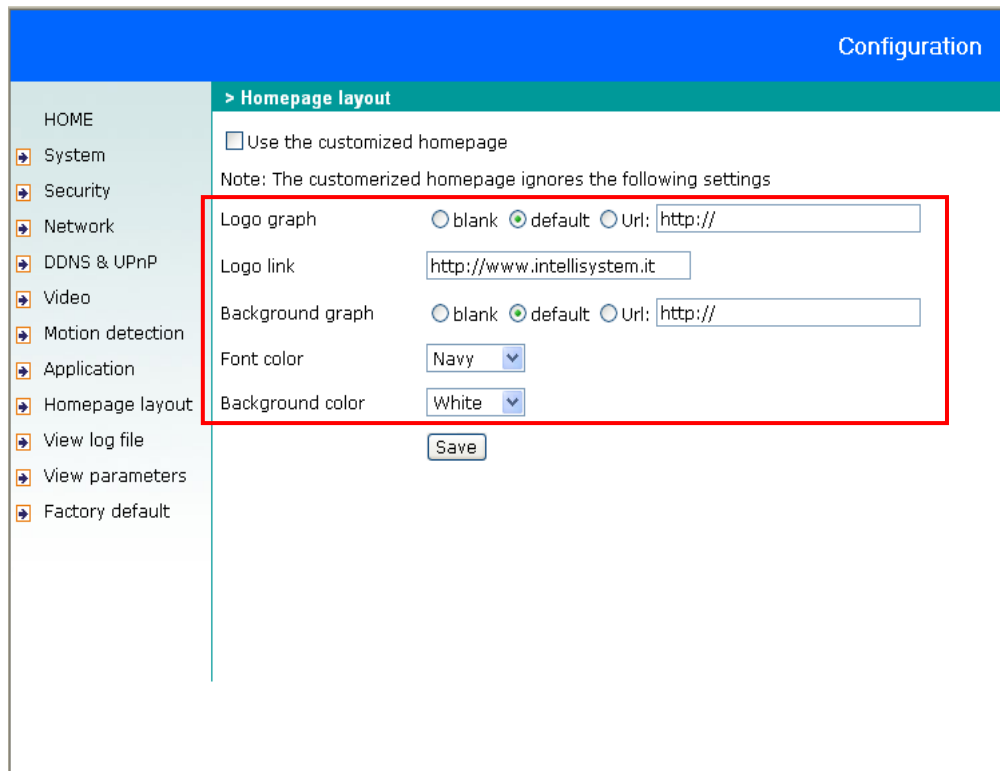 Configuration
HOME
System
Security
Network
DDNS & UPnP
Video
Motion detection
Application
Homepage layout
View log file
View parameters
Factory default
> Homepage layout
Use the customized homepage
Note: The customerized homepage ignores the following settings
Logo graph blank default Url: http://
Logo link http://www.intellisystem.it
Background graph blank default Url: http://
Font color Navy
Background color White
Save